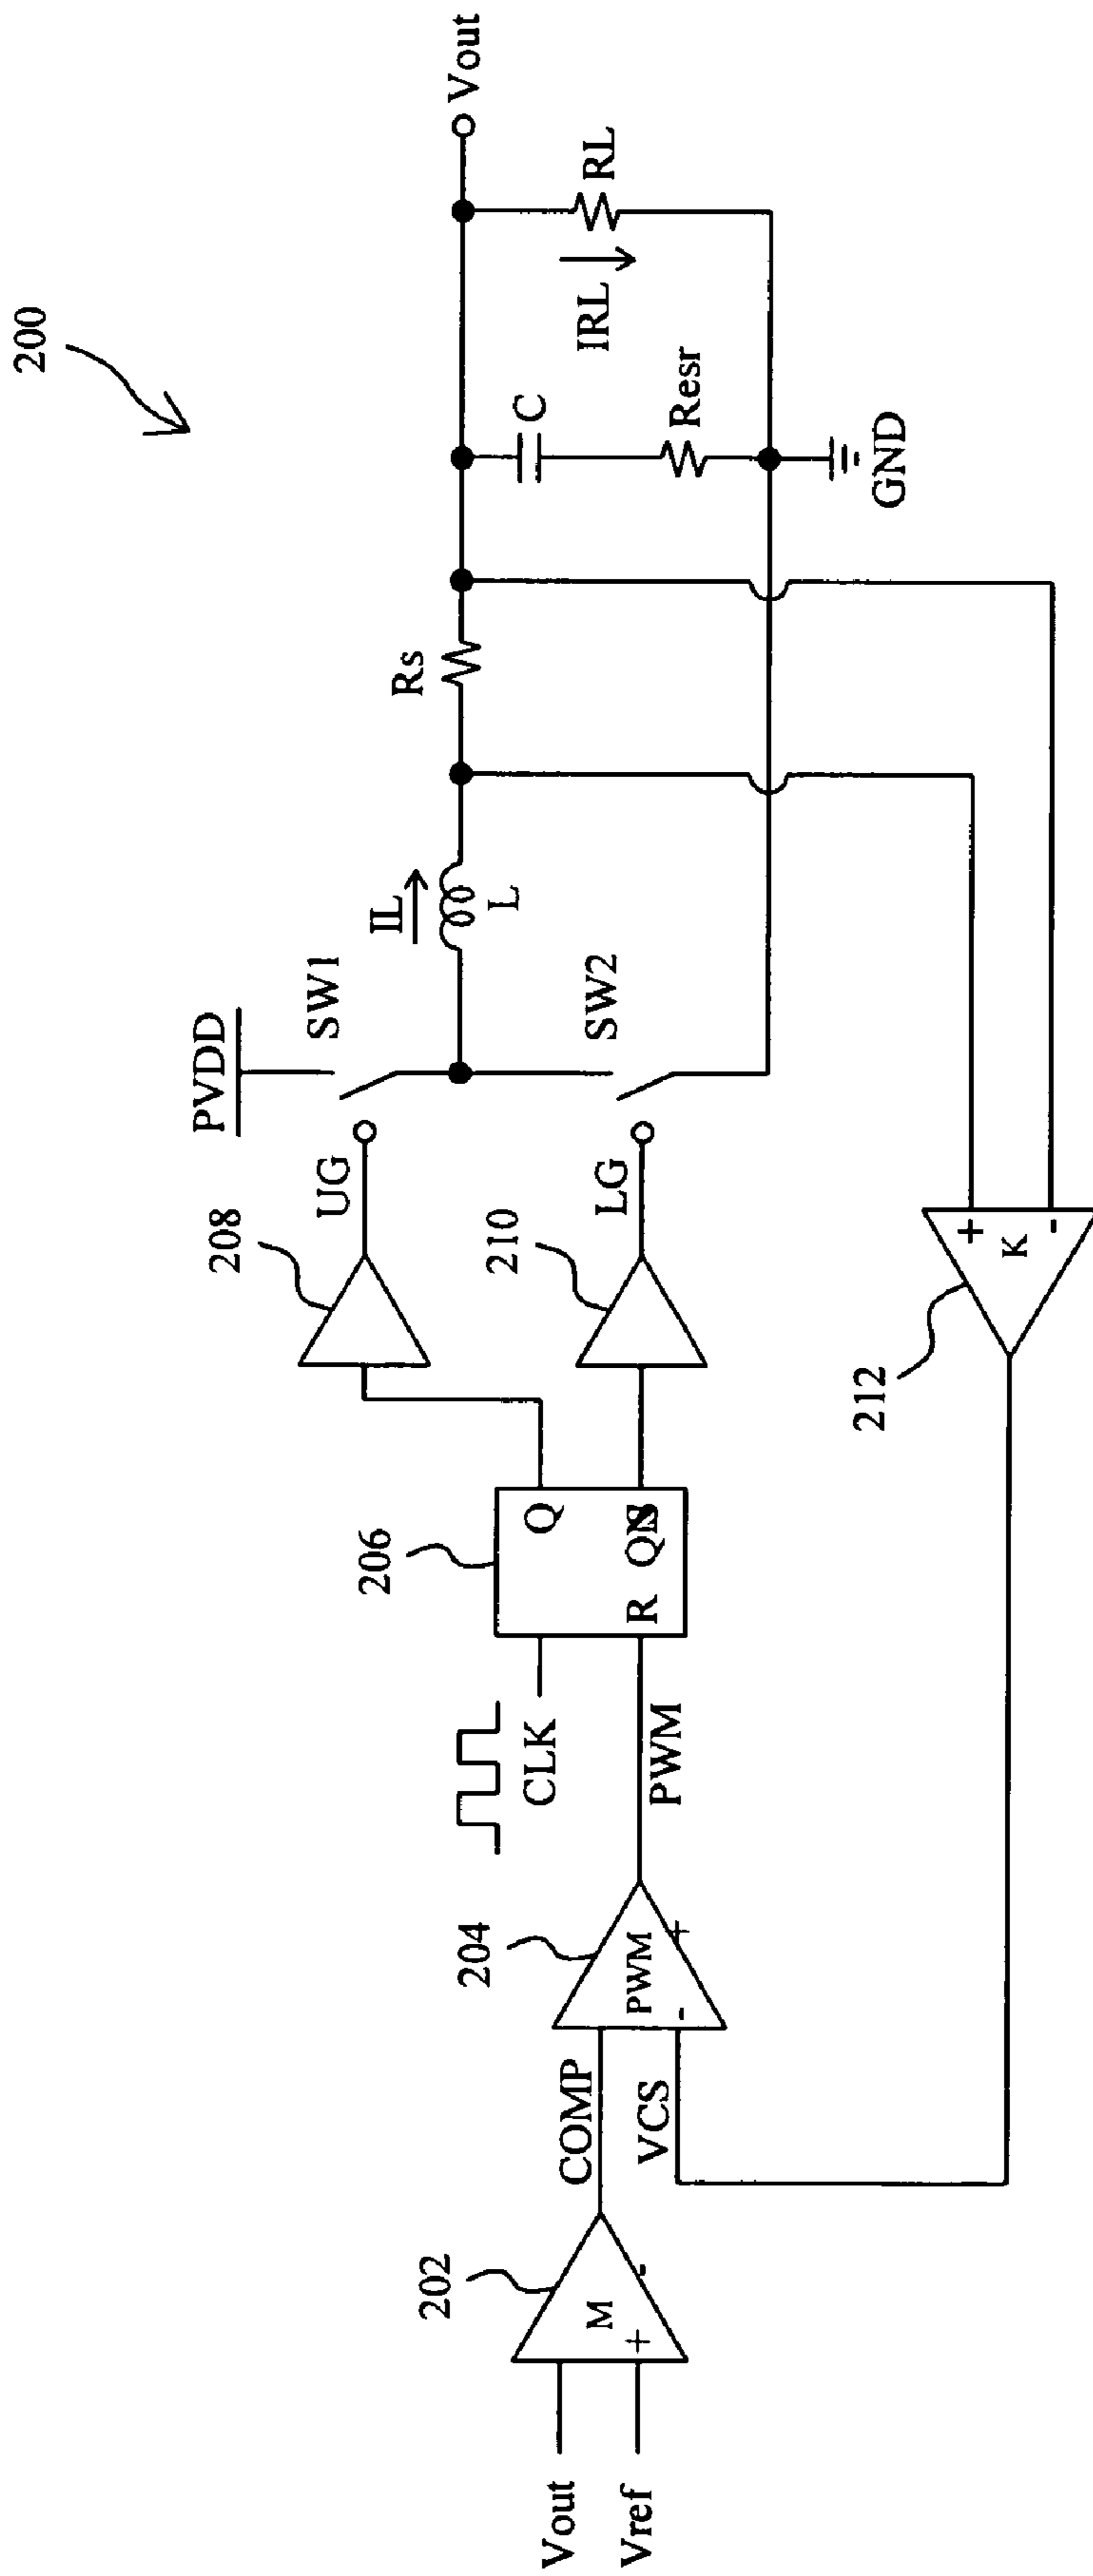 200
PVDD
SW1
IL
L
Rs
Vout
UG
208
SW2
C
IRL
RL
Resr
LG
210
GND
206
Q
CLK
R
202
204
COMP
PWM
PWM
Vout
M
-
+
Vref
VCS
-
+
212
K
+
-